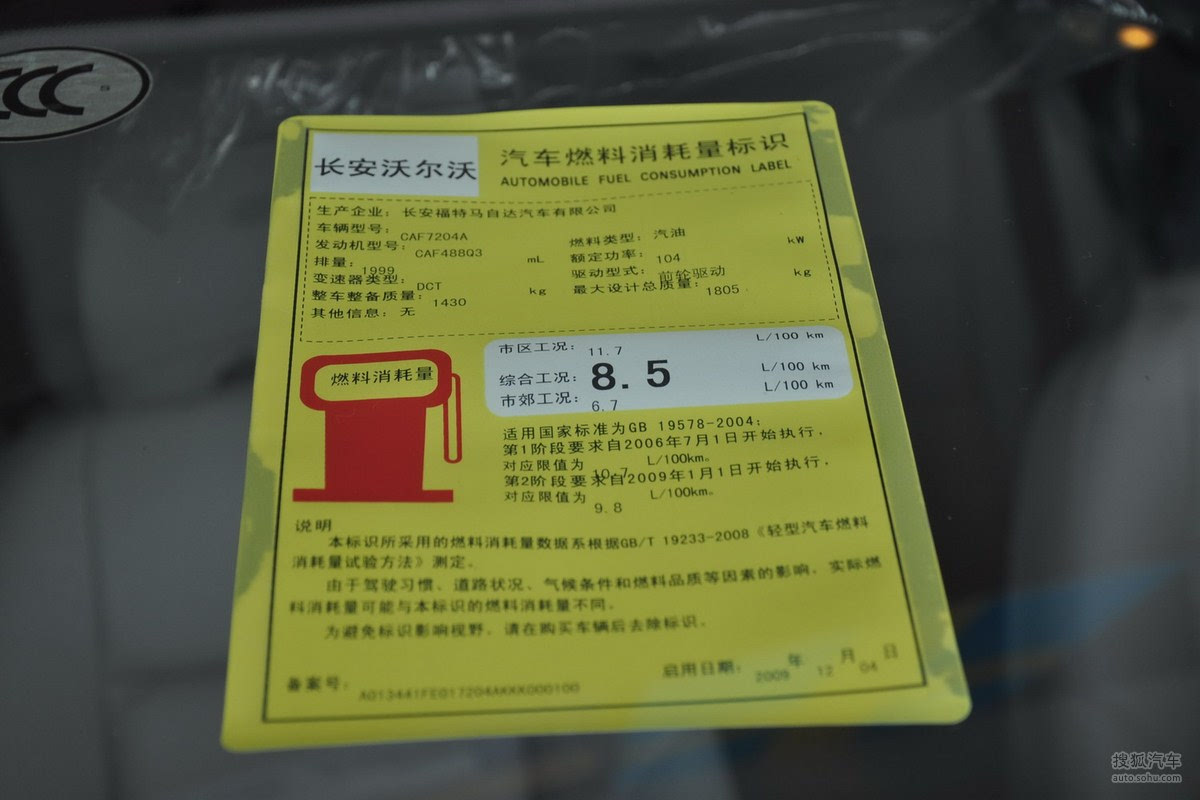 CCC
S
长安沃尔沃
汽车燃料消耗量标识
AUTOMOBILE FUEL CONSUMPTION LABEL
生产企业: 长安福特马自达汽车有限公司
车辆型号: CAF7204A
发动机型号: CAF488Q3 燃料类型: 汽油
排量: 1999 mL 额定功率: 104 kW
变速器类型: DCT 驱动型式: 前轮驱动
整车整备质量: 1430 kg 最大设计总质量: 1805 kg
其他信息: 无
燃料消耗量
市区工况: 11.7 L/100 km
综合工况: 8.5 L/100 km
市郊工况: 6.7 L/100 km
适用国家标准为GB 19578-2004;
第1阶段要求自2006年7月1日开始执行,
对应限值为 10.7 L/100km。
第2阶段要求自2009年1月1日开始执行,
对应限值为 9.8 L/100km。
说明
本标识所采用的燃料消耗量数据系根据GB/T 19233-2008《轻型汽车燃料
消耗量试验方法》测定。
由于驾驶习惯、道路状况、气候条件和燃料品质等因素的影响，实际燃
料消耗量可能与本标识的燃料消耗量不同。
为避免标识影响视野，请在购买车辆后去除标识。
备案号:
启用日期: 2009 年 12 月 04 日
搜狐汽车
auto.sohu.com